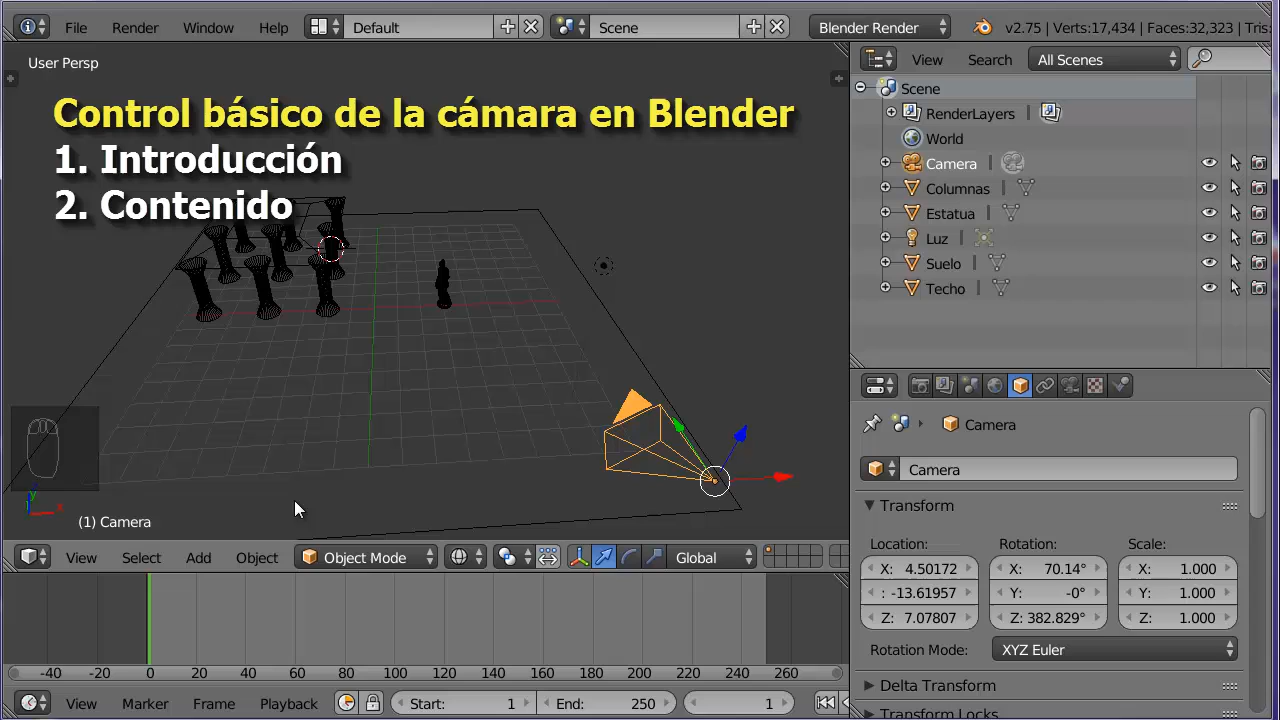 File Render Window Help Default Scene Blender Render v2.75 | Verts:17,434 | Faces:32,323 | Tris:
User Persp
Control básico de la cámara en Blender
1. Introducción
2. Contenido
(1) Camera
View Select Add Object Object Mode Global
-40 -20 0 20 40 60 80 100 120 140 160 180 200 220 240 260
View Marker Frame Playback Start: 1 End: 250 1
View Search All Scenes
Scene
RenderLayers
World
Camera
Columnas
Estatua
Luz
Suelo
Techo
Camera
Camera
Transform
Location: Rotation: Scale:
X: 4.50172 X: 70.14° X: 1.000
: -13.61957 Y: -0° Y: 1.000
Z: 7.07807 Z: 382.829° Z: 1.000
Rotation Mode: XYZ Euler
Delta Transform
Transform Locks